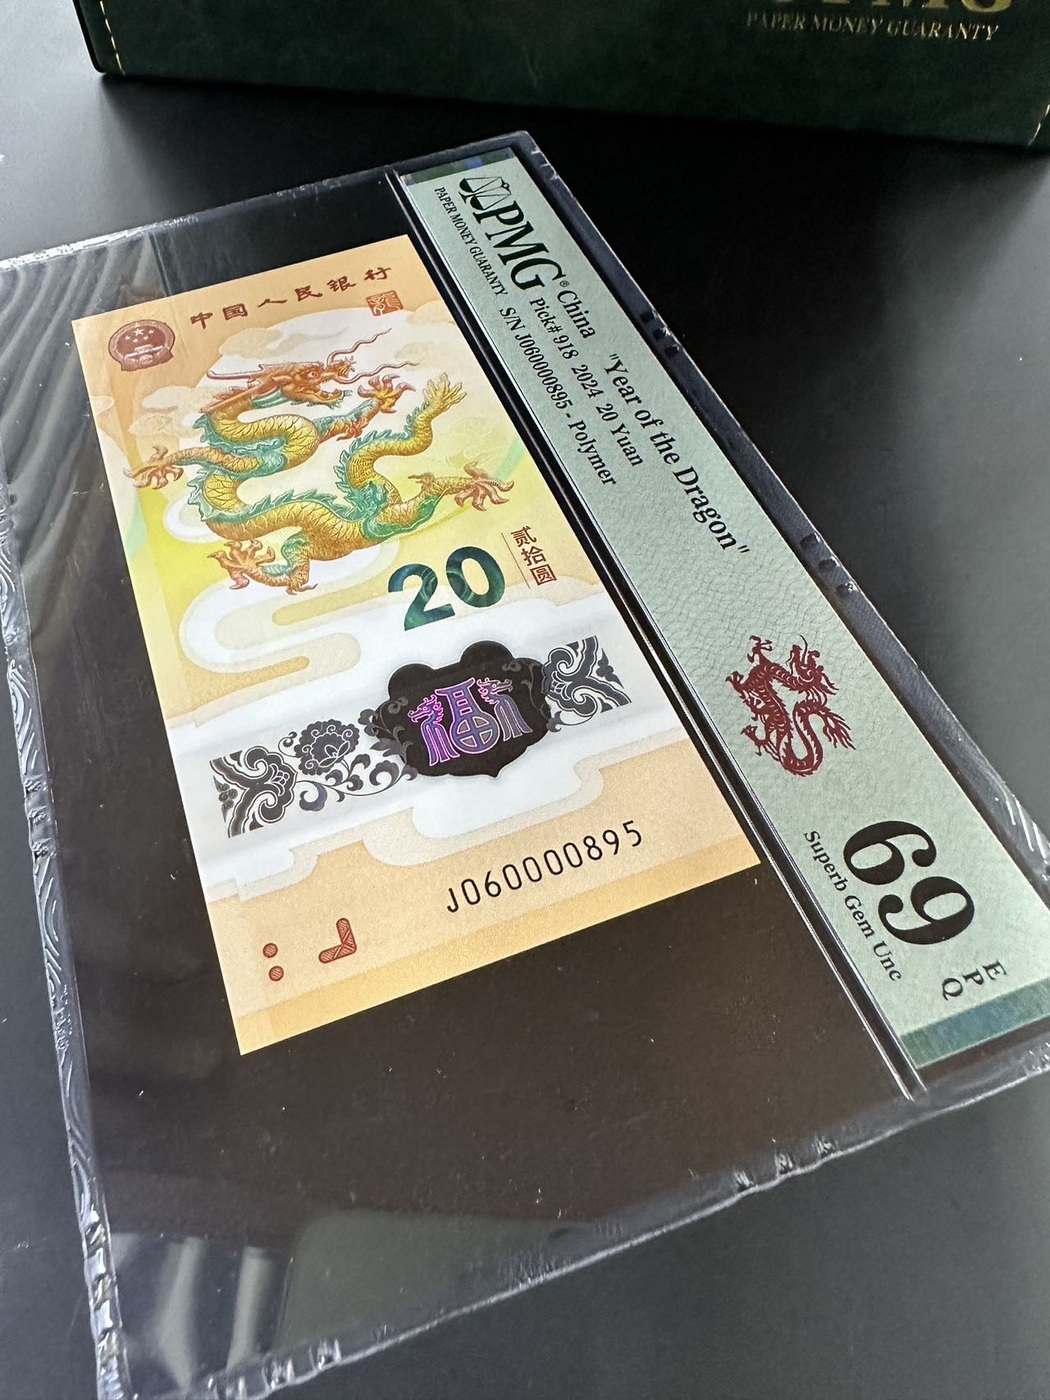 PAPER MONEY GUARANTY
PMG®
PAPER MONEY GUARANTY
China "Year of the Dragon"
Pick# 918 2024 20 Yuan
S/N J060000895 - Polymer
69
EPQ
Superb Gem Unc
中国人民银行
20
贰拾圆
福
J060000895